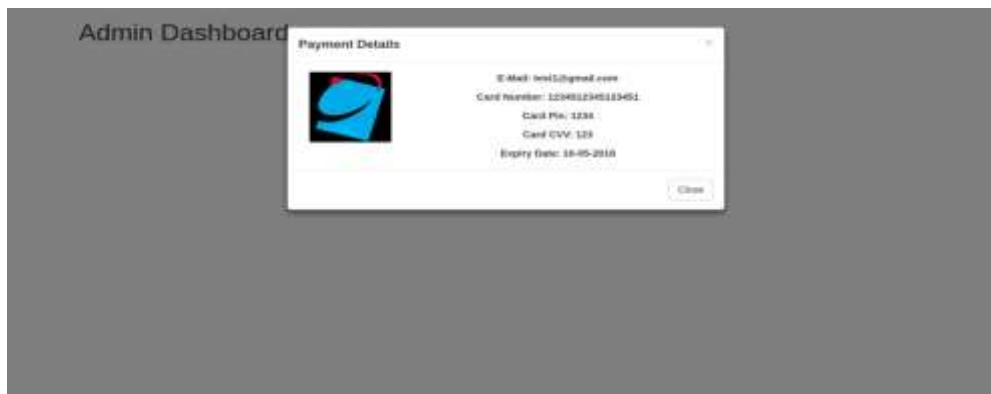 Admin Dashboard
Payment Details
×
E-Mail: test1@gmail.com
Card Number: 1234512345123451
Card Pin: 1234
Card CVV: 123
Expiry Date: 10-05-2018
Close